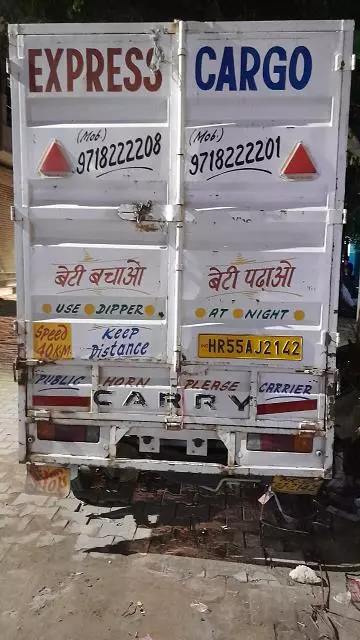 EXPRESS CARGO
(Mob.) (Mob.)
9718222208 9718222201
बेटी बचाओ बेटी पढ़ाओ
USE DIPPER AT NIGHT
Speed 40KM Keep Distance HR55AJ2142
PUBLIC HORN PLEASE CARRIER
CARRY